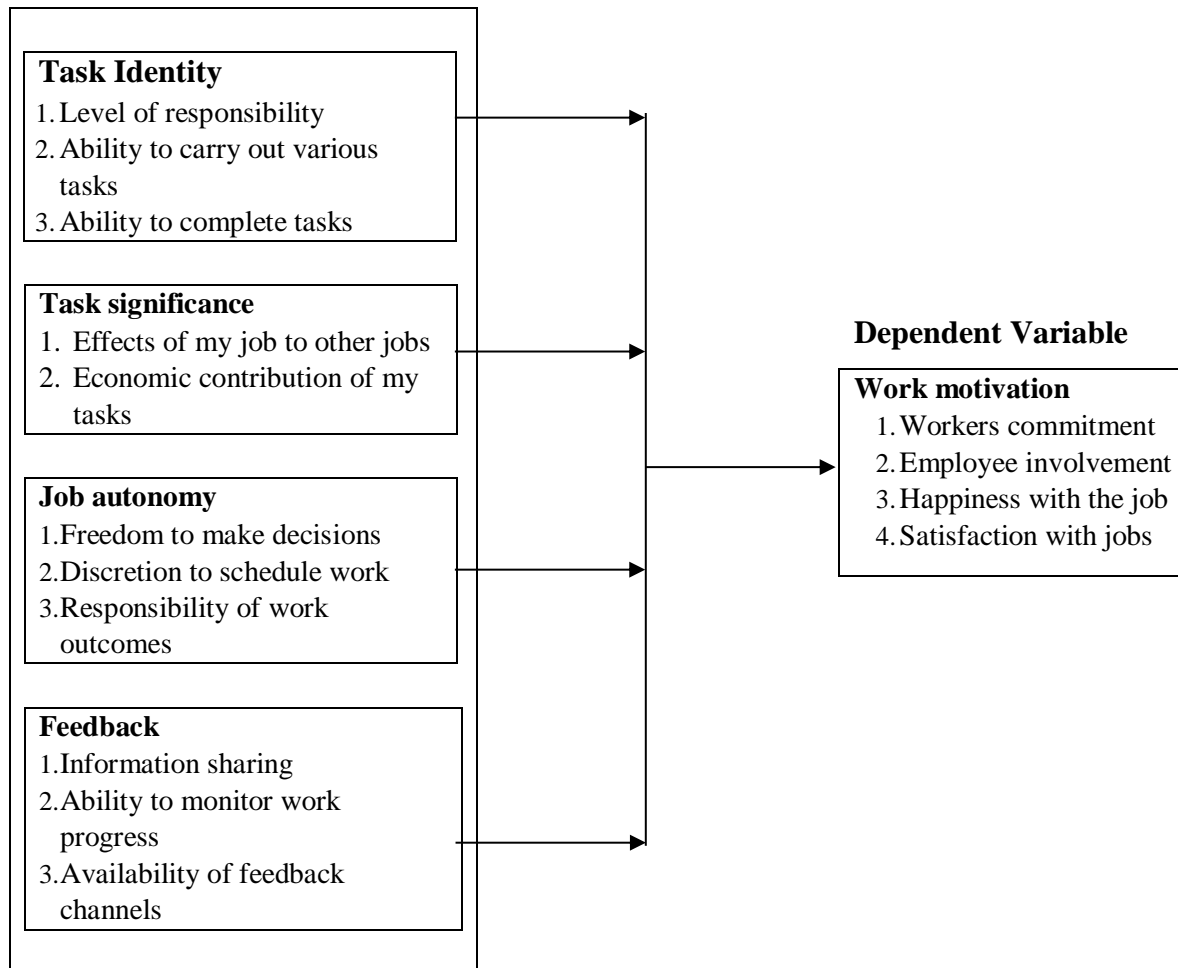 Task Identity
1. Level of responsibility
2. Ability to carry out various
tasks
3. Ability to complete tasks
Task significance
1. Effects of my job to other jobs
2. Economic contribution of my
tasks
Job autonomy
1. Freedom to make decisions
2. Discretion to schedule work
3. Responsibility of work
outcomes
Feedback
1. Information sharing
2. Ability to monitor work
progress
3. Availability of feedback
channels
Dependent Variable
Work motivation
1. Workers commitment
2. Employee involvement
3. Happiness with the job
4. Satisfaction with jobs